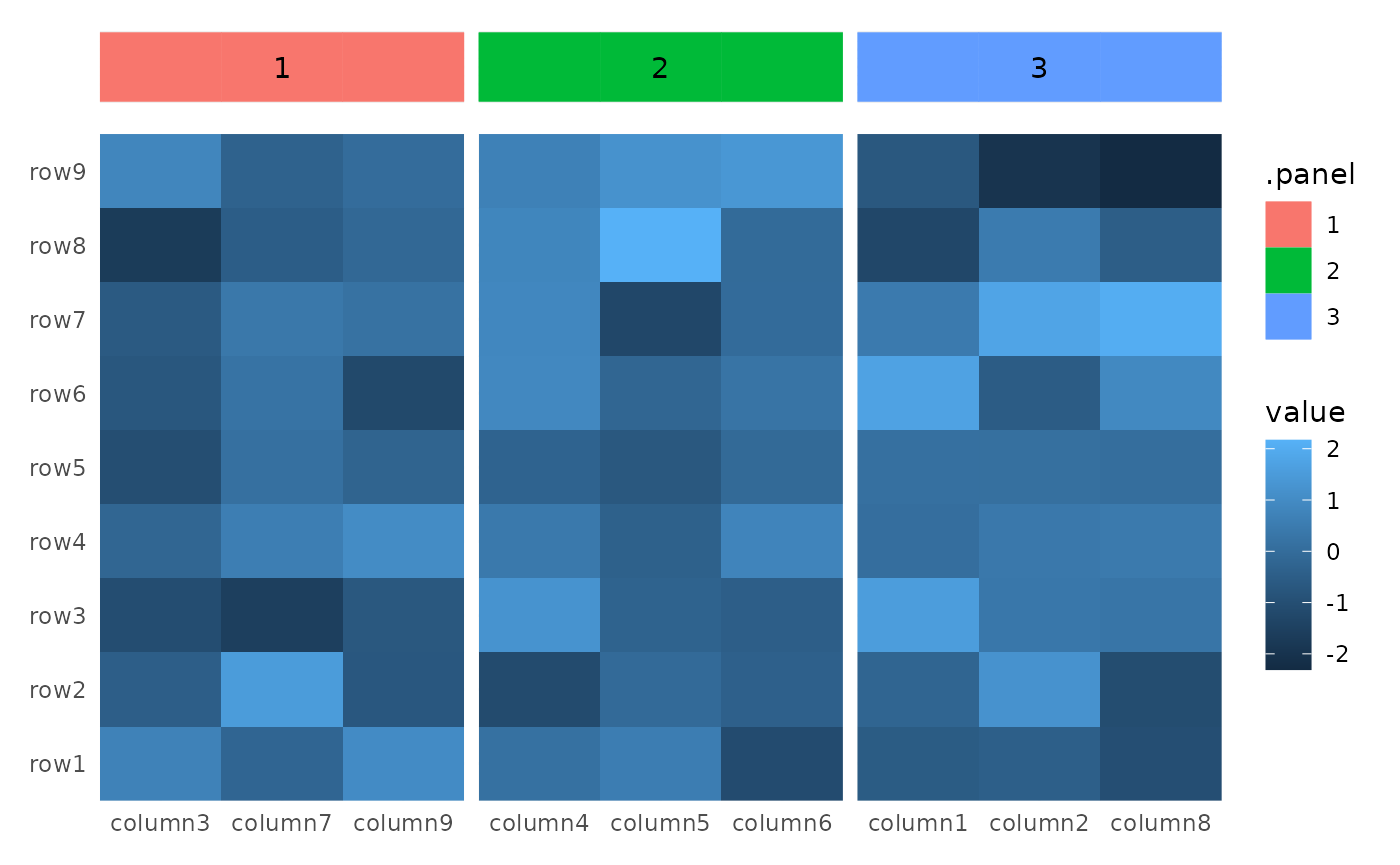 1 2 3
row9
row8
row7
row6
row5
row4
row3
row2
row1
column3 column7 column9 column4 column5 column6 column1 column2 column8
.panel
1
2
3
value
2
1
0
-1
-2